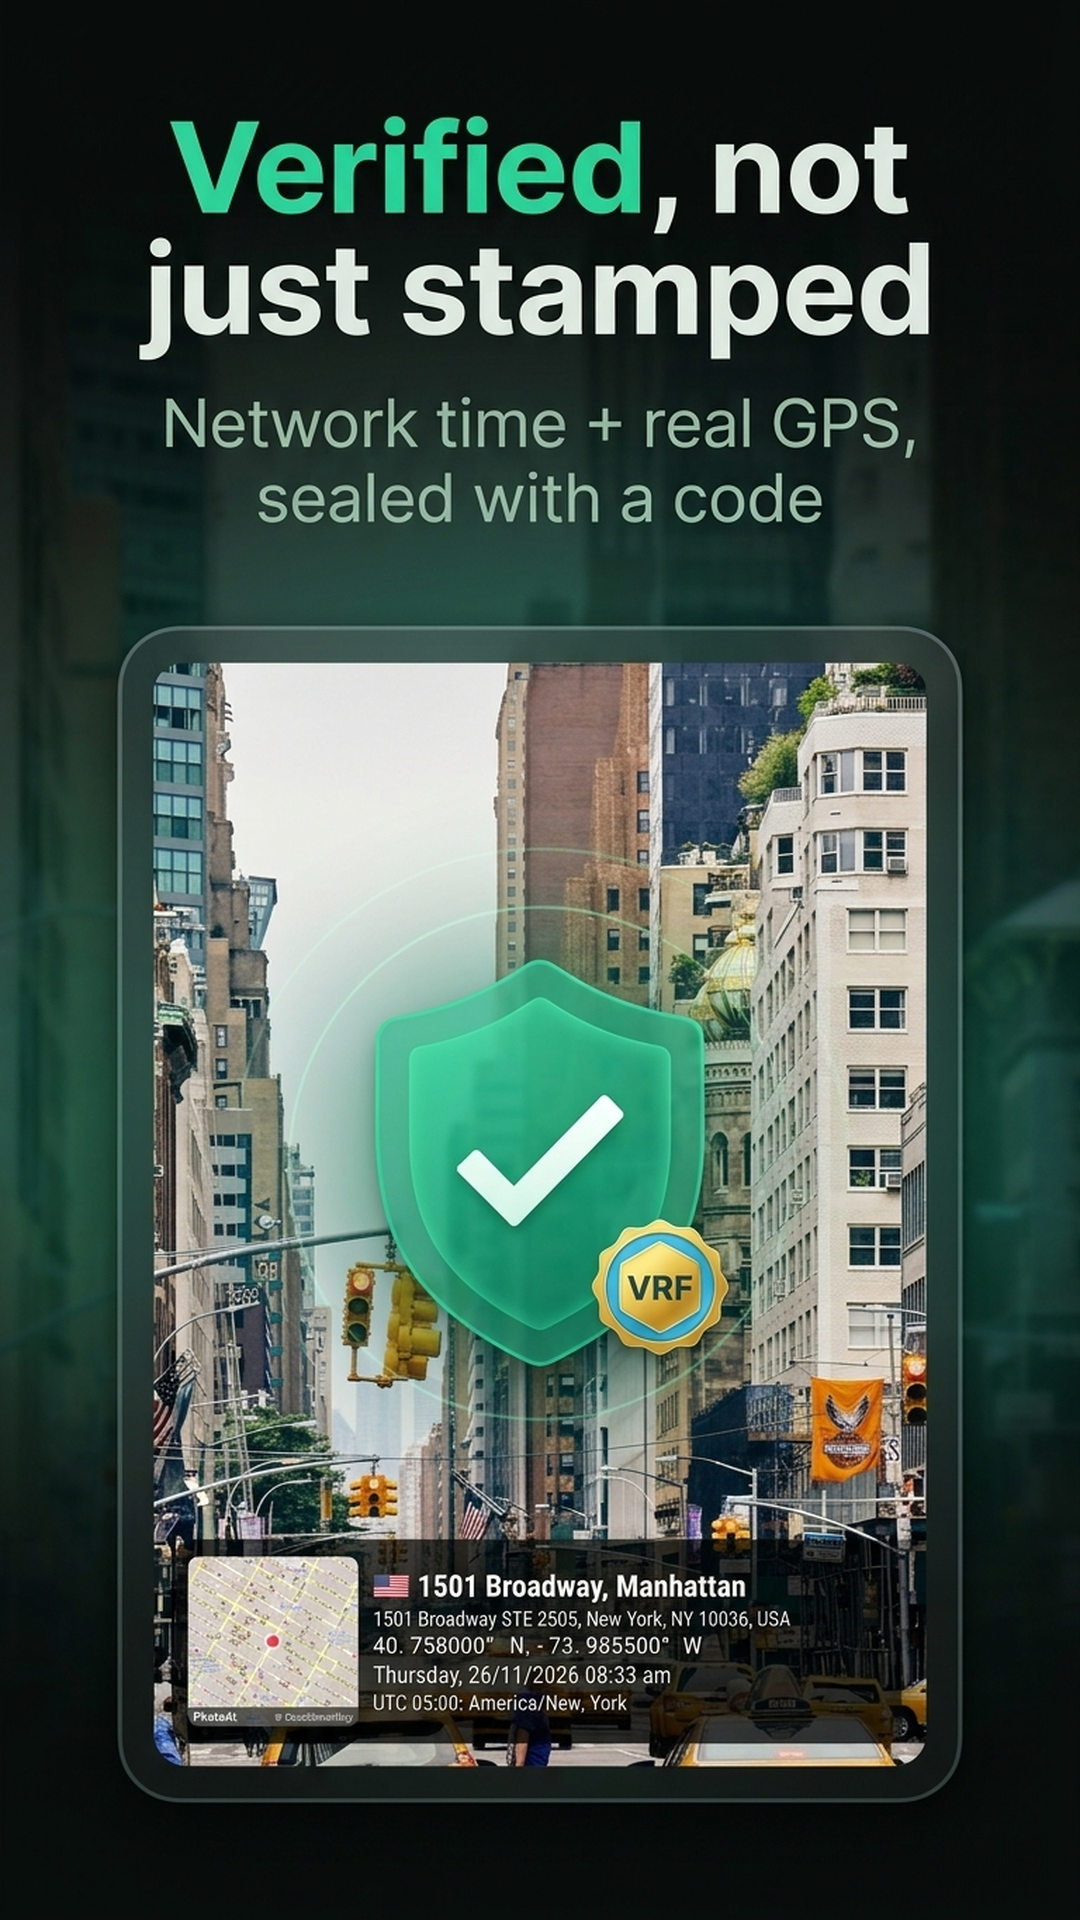 Verified, not
just stamped
Network time + real GPS,
sealed with a code
VRF
1501 Broadway, Manhattan
1501 Broadway STE 2505, New York, NY 10036, USA
40. 758000" N, - 73. 985500° W
Thursday, 26/11/2026 08:33 am
UTC 05:00: America/New, York
PkoteAt